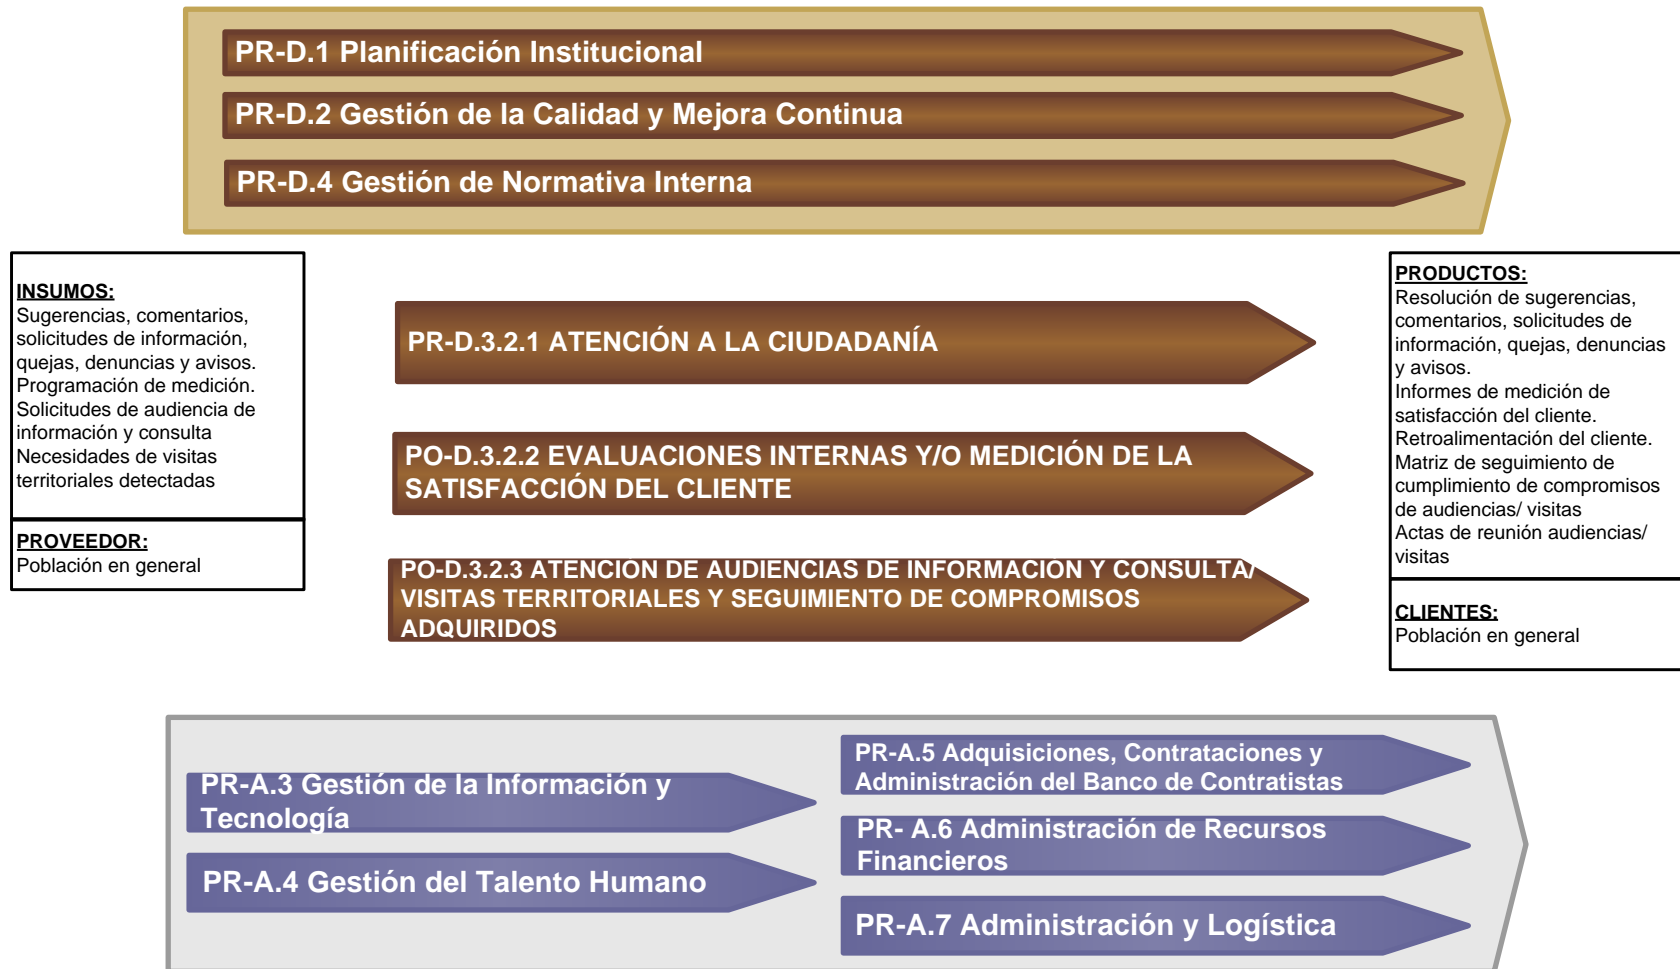 PR-D.1 Planificación Institucional
PR-D.2 Gestión de la Calidad y Mejora Continua
PR-D.4 Gestión de Normativa Interna
INSUMOS:
Sugerencias, comentarios,
solicitudes de información,
quejas, denuncias y avisos.
Programación de medición.
Solicitudes de audiencia de
información y consulta
Necesidades de visitas
territoriales detectadas
PROVEEDOR:
Población en general
PR-D.3.2.1 ATENCIÓN A LA CIUDADANÍA
PO-D.3.2.2 EVALUACIONES INTERNAS Y/O MEDICIÓN DE LA
SATISFACCIÓN DEL CLIENTE
PO-D.3.2.3 ATENCIÓN DE AUDIENCIAS DE INFORMACIÓN Y CONSULTA/
VISITAS TERRITORIALES Y SEGUIMIENTO DE COMPROMISOS
ADQUIRIDOS
PRODUCTOS:
Resolución de sugerencias,
comentarios, solicitudes de
información, quejas, denuncias
y avisos.
Informes de medición de
satisfacción del cliente.
Retroalimentación del cliente.
Matriz de seguimiento de
cumplimiento de compromisos
de audiencias/ visitas
Actas de reunión audiencias/
visitas
CLIENTES:
Población en general
PR-A.3 Gestión de la Información y
Tecnología
PR-A.4 Gestión del Talento Humano
PR-A.5 Adquisiciones, Contrataciones y
Administración del Banco de Contratistas
PR- A.6 Administración de Recursos
Financieros
PR-A.7 Administración y Logística